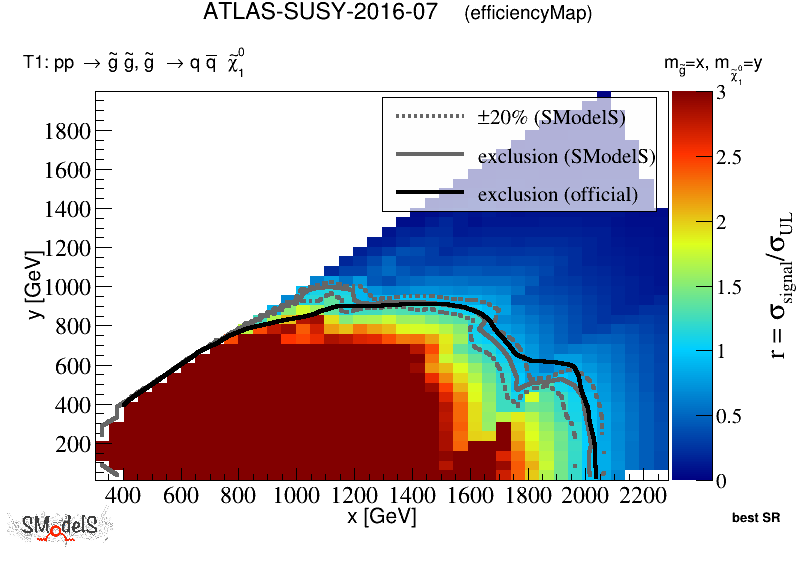 ATLAS-SUSY-2016-07 (efficiencyMap)
T1: pp → g̃ g̃, g̃ → q q̅ χ̃₁⁰
m_g̃=x, m_χ̃₁⁰=y
±20% (SModelS)
exclusion (SModelS)
exclusion (official)
1800
1600
1400
1200
1000
800
600
400
200
y [GeV]
400 600 800 1000 1200 1400 1600 1800 2000 2200
x [GeV]
3
2.5
2
1.5
1
0.5
0
r = σ_signal/σ_UL
best SR
SModelS